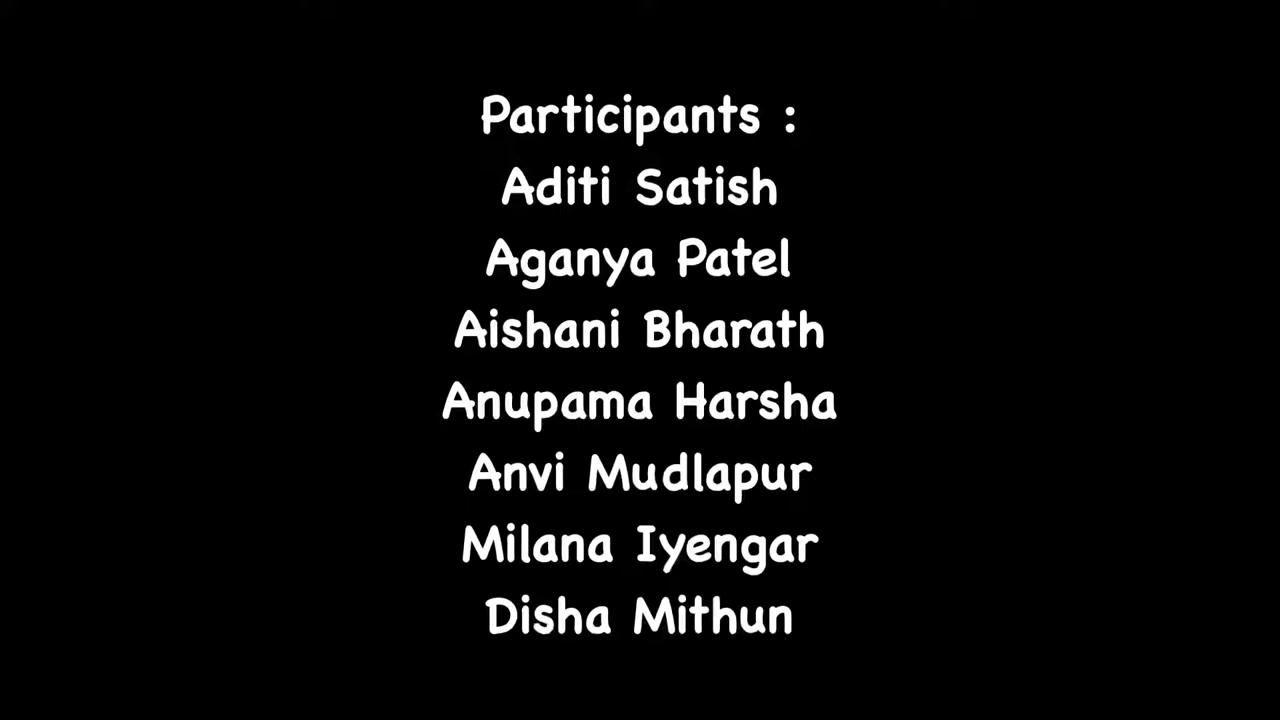 Participants :
Aditi Satish
Aganya Patel
Aishani Bharath
Anupama Harsha
Anvi Mudlapur
Milana Iyengar
Disha Mithun